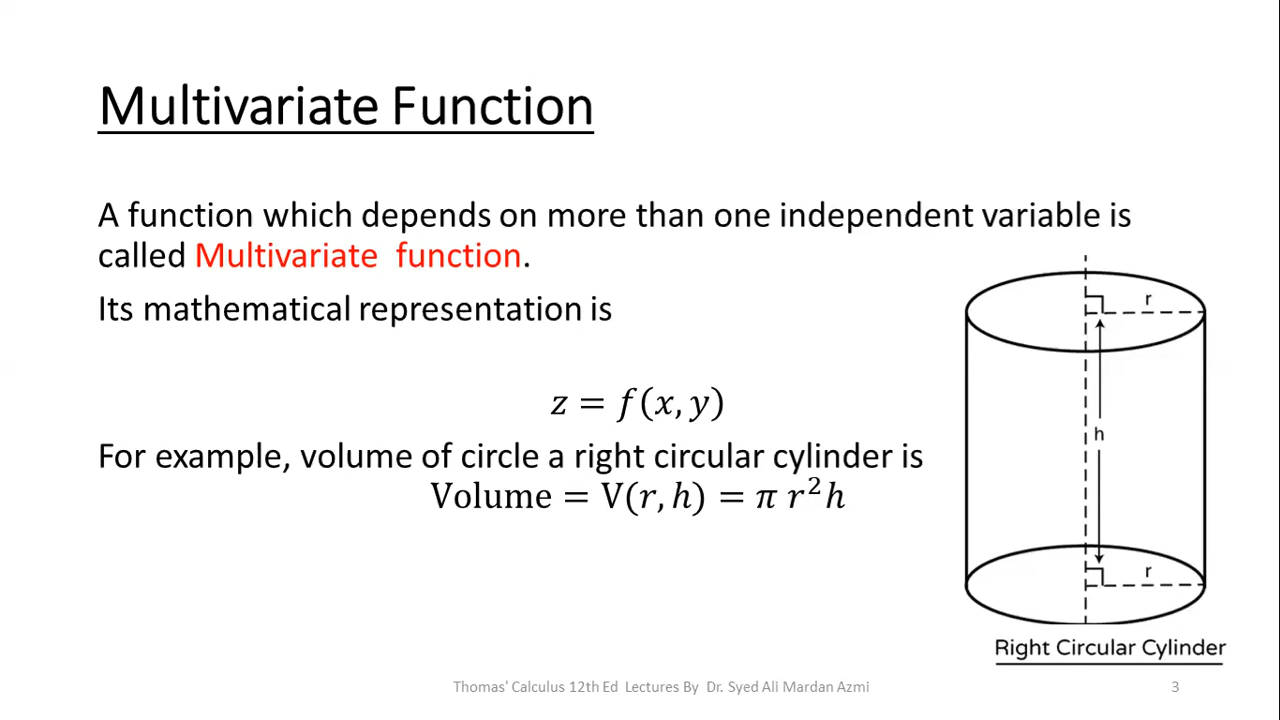 Multivariate Function
A function which depends on more than one independent variable is
called Multivariate function.
Its mathematical representation is
z = f(x, y)
For example, volume of circle a right circular cylinder is
Volume = V(r, h) = π r²h
r
h
r
Right Circular Cylinder
Thomas' Calculus 12th Ed Lectures By Dr. Syed Ali Mardan Azmi
3